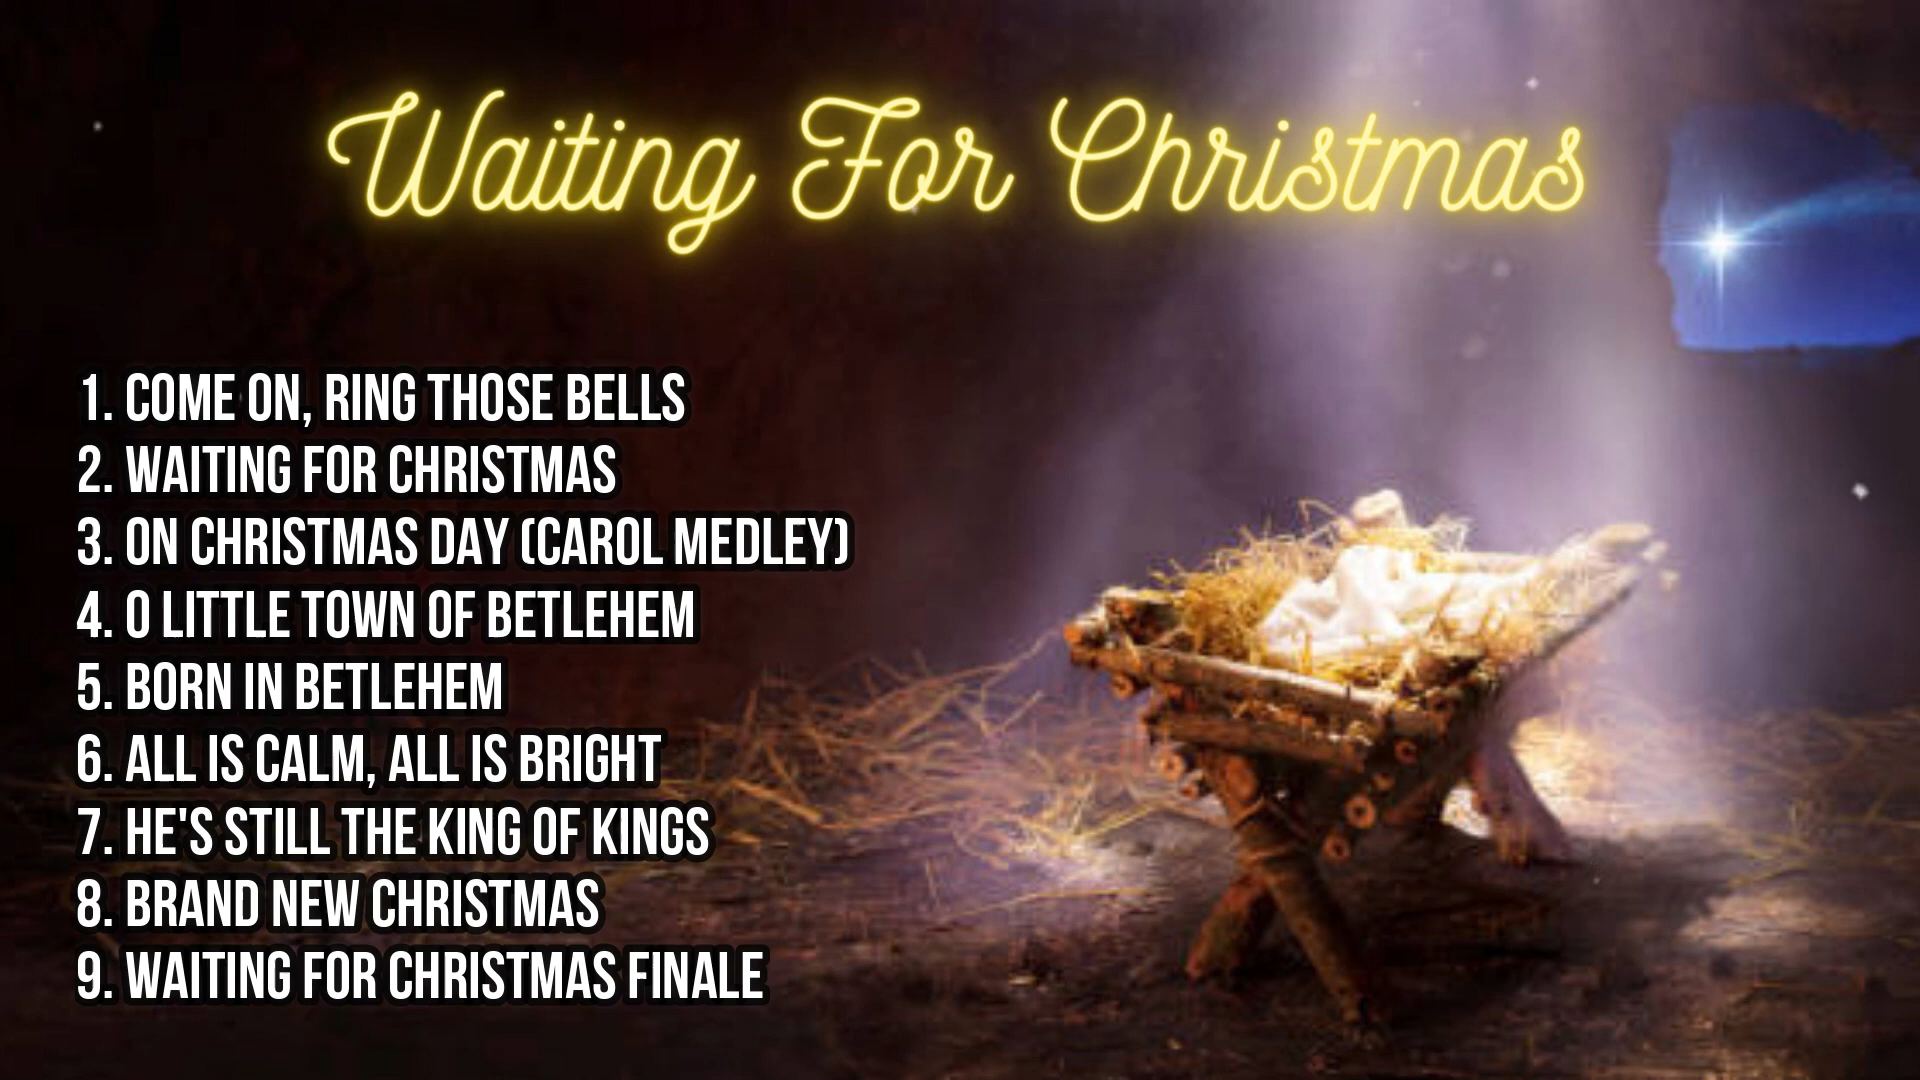 Waiting For Christmas
1. COME ON, RING THOSE BELLS
2. WAITING FOR CHRISTMAS
3. ON CHRISTMAS DAY (CAROL MEDLEY)
4. O LITTLE TOWN OF BETLEHEM
5. BORN IN BETLEHEM
6. ALL IS CALM, ALL IS BRIGHT
7. HE'S STILL THE KING OF KINGS
8. BRAND NEW CHRISTMAS
9. WAITING FOR CHRISTMAS FINALE